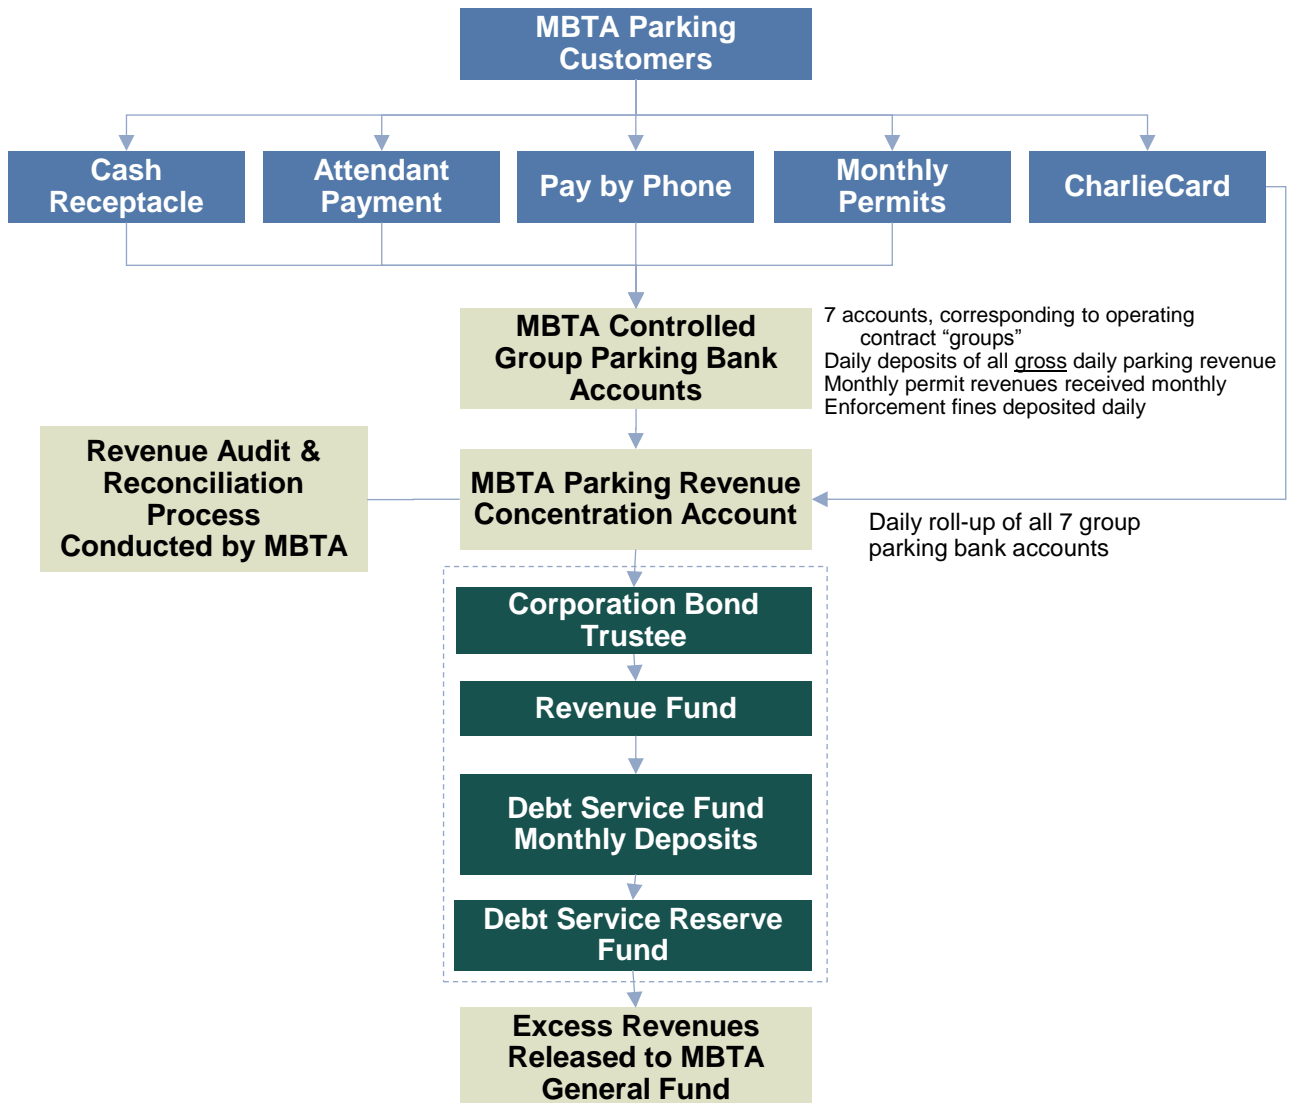 MBTA Parking
Customers
Cash
Receptacle
Attendant
Payment
Pay by Phone
Monthly
Permits
CharlieCard
MBTA Controlled
Group Parking Bank
Accounts
7 accounts, corresponding to operating
contract “groups”
Daily deposits of all gross daily parking revenue
Monthly permit revenues received monthly
Enforcement fines deposited daily
Revenue Audit &
Reconciliation
Process
Conducted by MBTA
MBTA Parking Revenue
Concentration Account
Daily roll-up of all 7 group
parking bank accounts
Corporation Bond
Trustee
Revenue Fund
Debt Service Fund
Monthly Deposits
Debt Service Reserve
Fund
Excess Revenues
Released to MBTA
General Fund